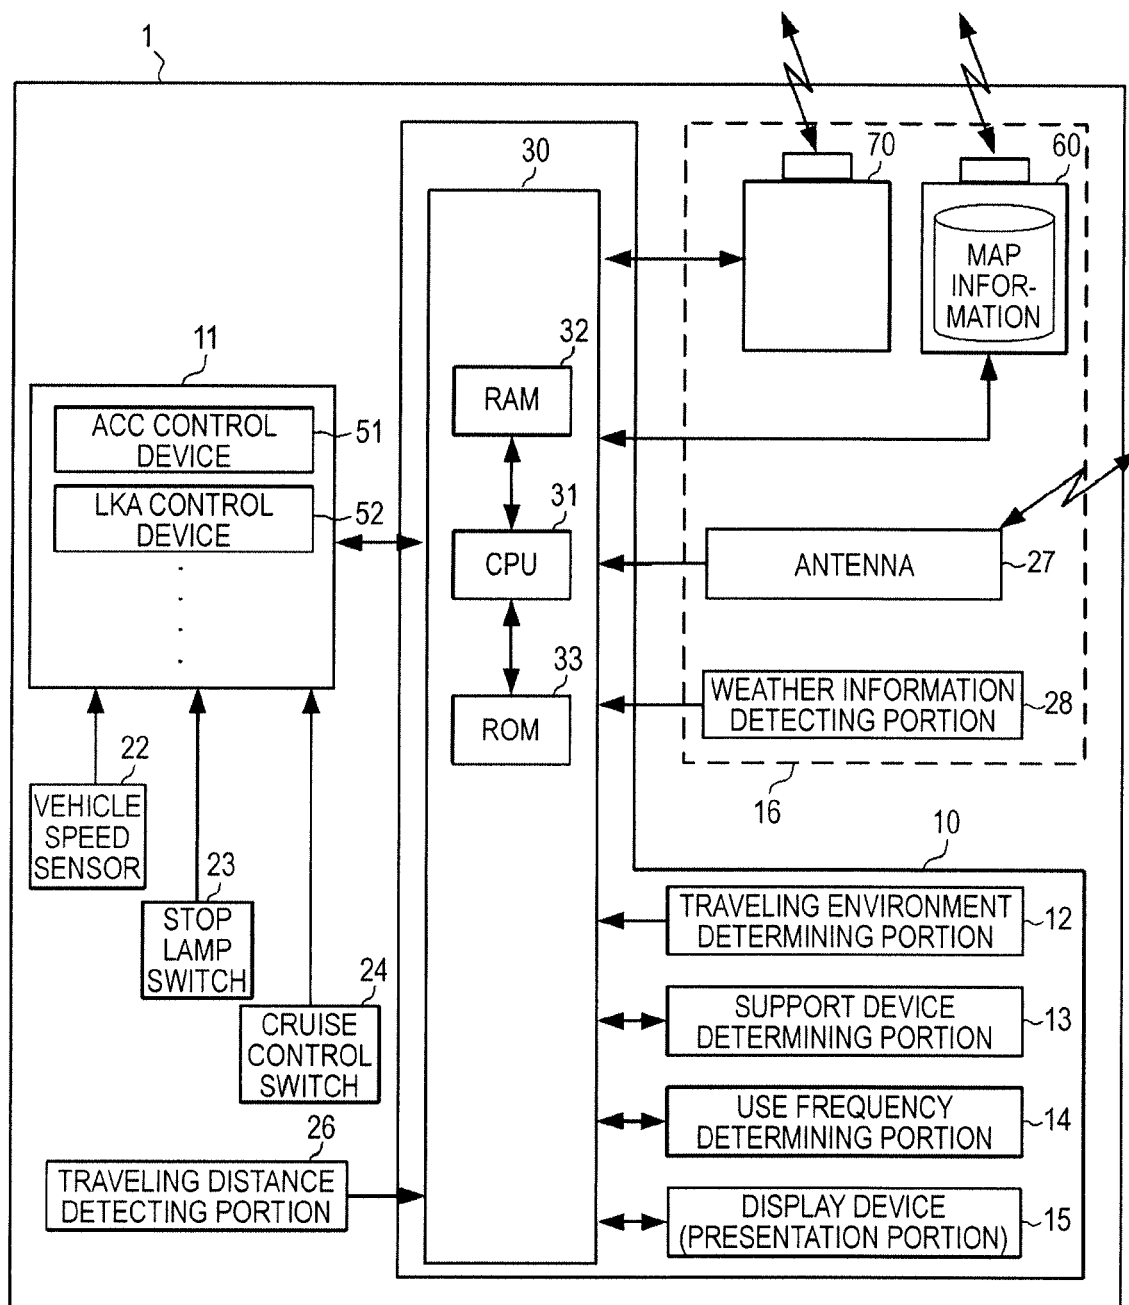 1
30
70
60
MAP
INFOR-
MATION
11
32
ACC CONTROL
DEVICE
51
RAM
LKA CONTROL
DEVICE
52
31
CPU
ANTENNA
27
33
ROM
WEATHER INFORMATION
DETECTING PORTION
28
22
VEHICLE
SPEED
SENSOR
16
10
23
STOP
LAMP
SWITCH
TRAVELING ENVIRONMENT
DETERMINING PORTION
12
24
CRUISE
CONTROL
SWITCH
SUPPORT DEVICE
DETERMINING PORTION
13
USE FREQUENCY
DETERMINING PORTION
14
26
TRAVELING DISTANCE
DETECTING PORTION
DISPLAY DEVICE
(PRESENTATION PORTION)
15